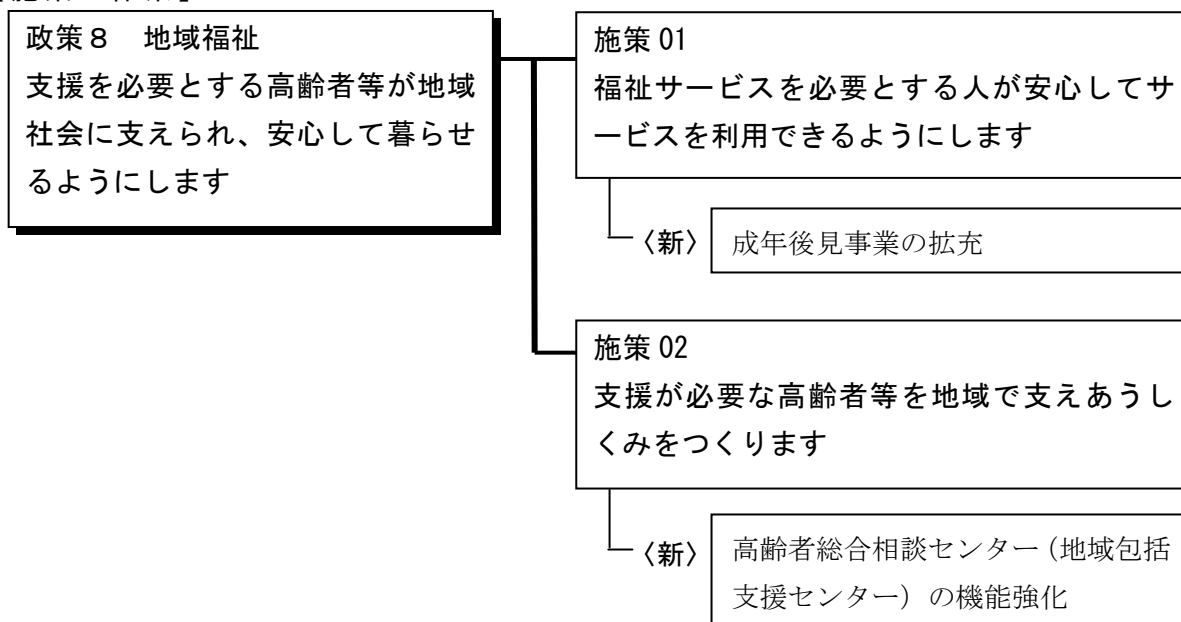 政策８　地域福祉
支援を必要とする高齢者等が地域
社会に支えられ、安心して暮らせ
るようにします
施策 01
福祉サービスを必要とする人が安心してサ
ービスを利用できるようにします
〈新〉 成年後見事業の拡充
施策 02
支援が必要な高齢者等を地域で支えあうし
くみをつくります
〈新〉 高齢者総合相談センター（地域包括
支援センター）の機能強化